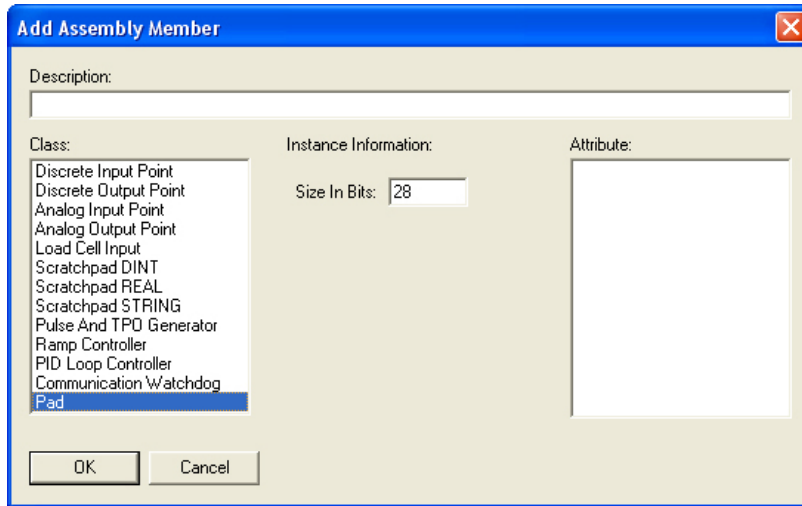 Add Assembly Member
Description:
Class:
Instance Information:
Attribute:
Discrete Input Point
Discrete Output Point
Analog Input Point
Analog Output Point
Load Cell Input
Scratchpad DINT
Scratchpad REAL
Scratchpad STRING
Pulse And TPO Generator
Ramp Controller
PID Loop Controller
Communication Watchdog
Pad
Size In Bits: 28
OK
Cancel